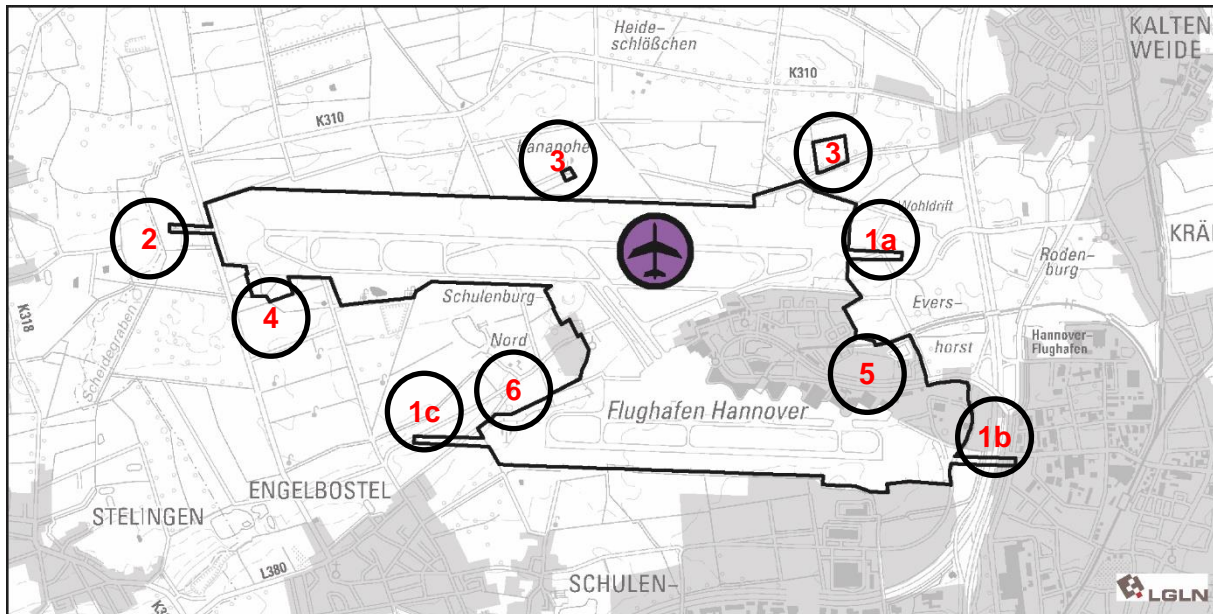 KALTEN
WEIDE
Heide-
schlößchen
K310
K310
3
3
Wohldrift
KRÄ
2
1a
Roden-
burg
Schulenburg-
Nord
Evers-
horst
Hannover-
Flughafen
K318
Scheidegraben
4
5
6
1c
Flughafen Hannover
1b
ENGELBOSTEL
STELINGEN
L380
SCHULEN-
LGLN